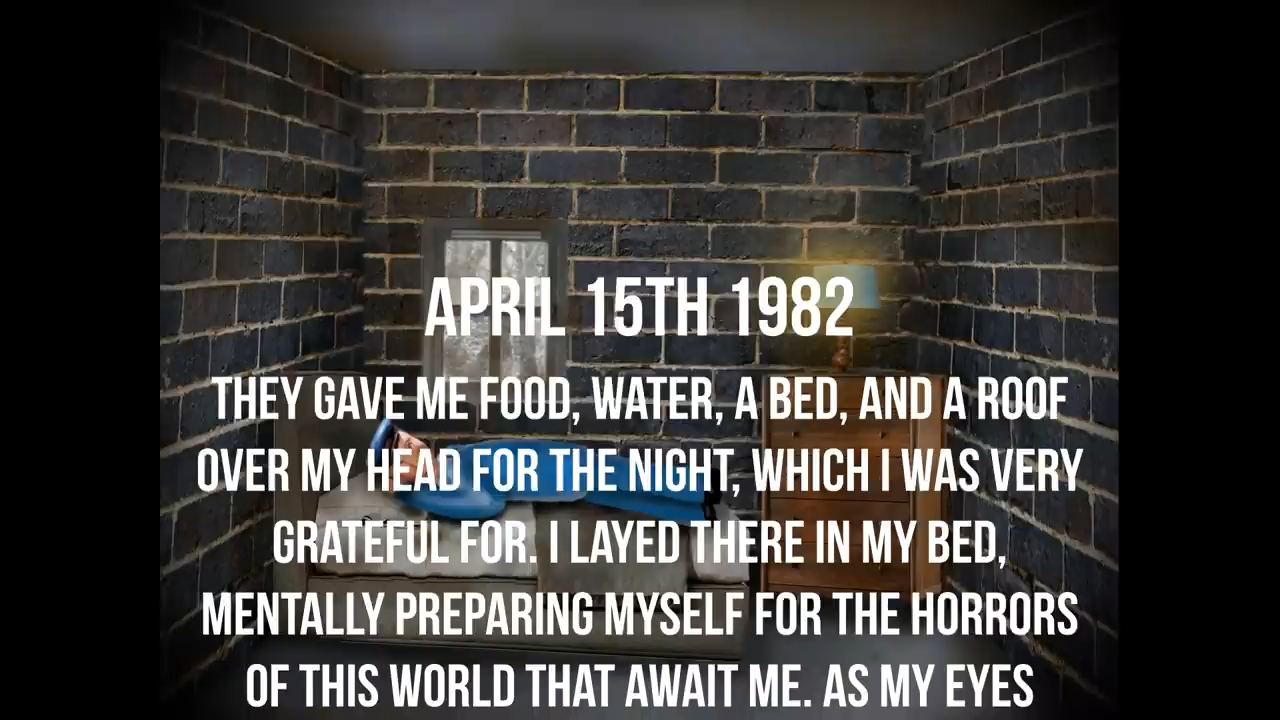 APRIL 15TH 1982
THEY GAVE ME FOOD, WATER, A BED, AND A ROOF
OVER MY HEAD FOR THE NIGHT, WHICH I WAS VERY
GRATEFUL FOR. I LAYED THERE IN MY BED,
MENTALLY PREPARING MYSELF FOR THE HORRORS
OF THIS WORLD THAT AWAIT ME. AS MY EYES